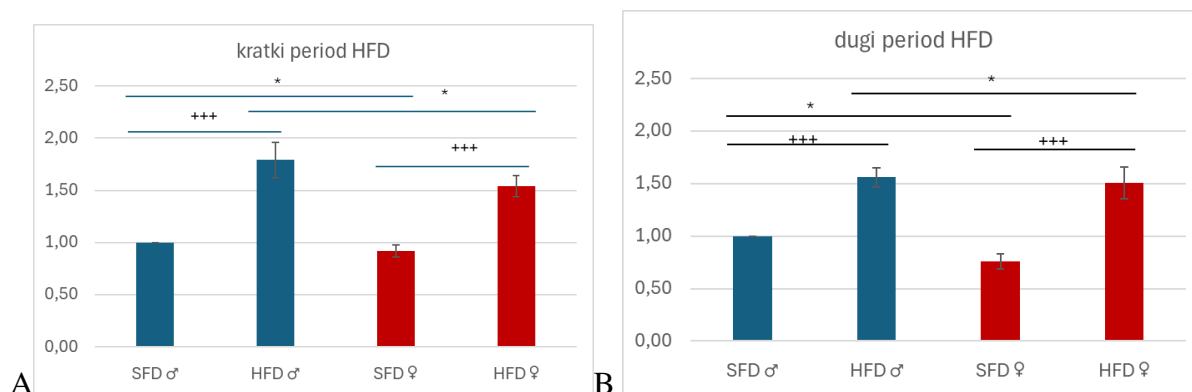 kratki period HFD
2,50
2,00
1,50
1,00
0,50
0,00
*
*
+++
+++
SFD ♂
HFD ♂
SFD ♀
HFD ♀
A
dugi period HFD
2,50
2,00
1,50
1,00
0,50
0,00
*
*
+++
+++
SFD ♂
HFD ♂
SFD ♀
HFD ♀
B